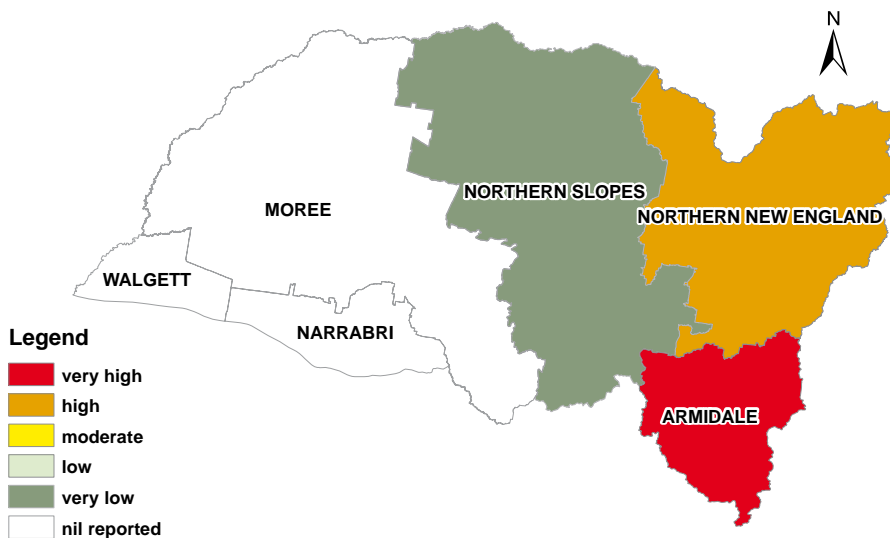 N
NORTHERN SLOPES
MOREE
NORTHERN NEW ENGLAND
WALGETT
NARRABRI
ARMIDALE
Legend
very high
high
moderate
low
very low
nil reported